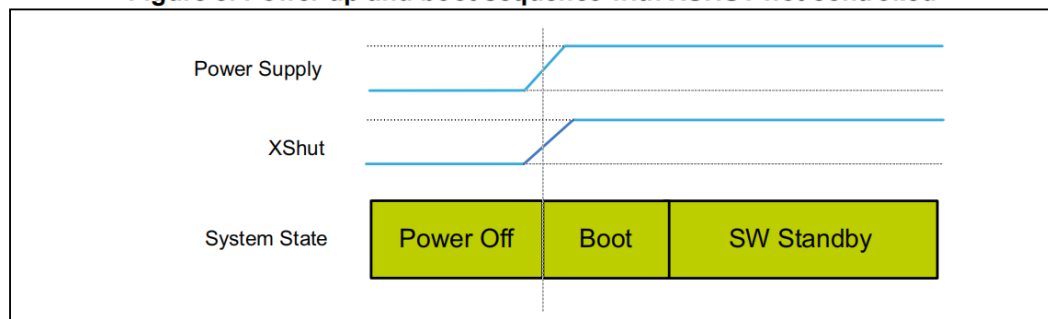 Power Supply
XShut
System State
Power Off
Boot
SW Standby